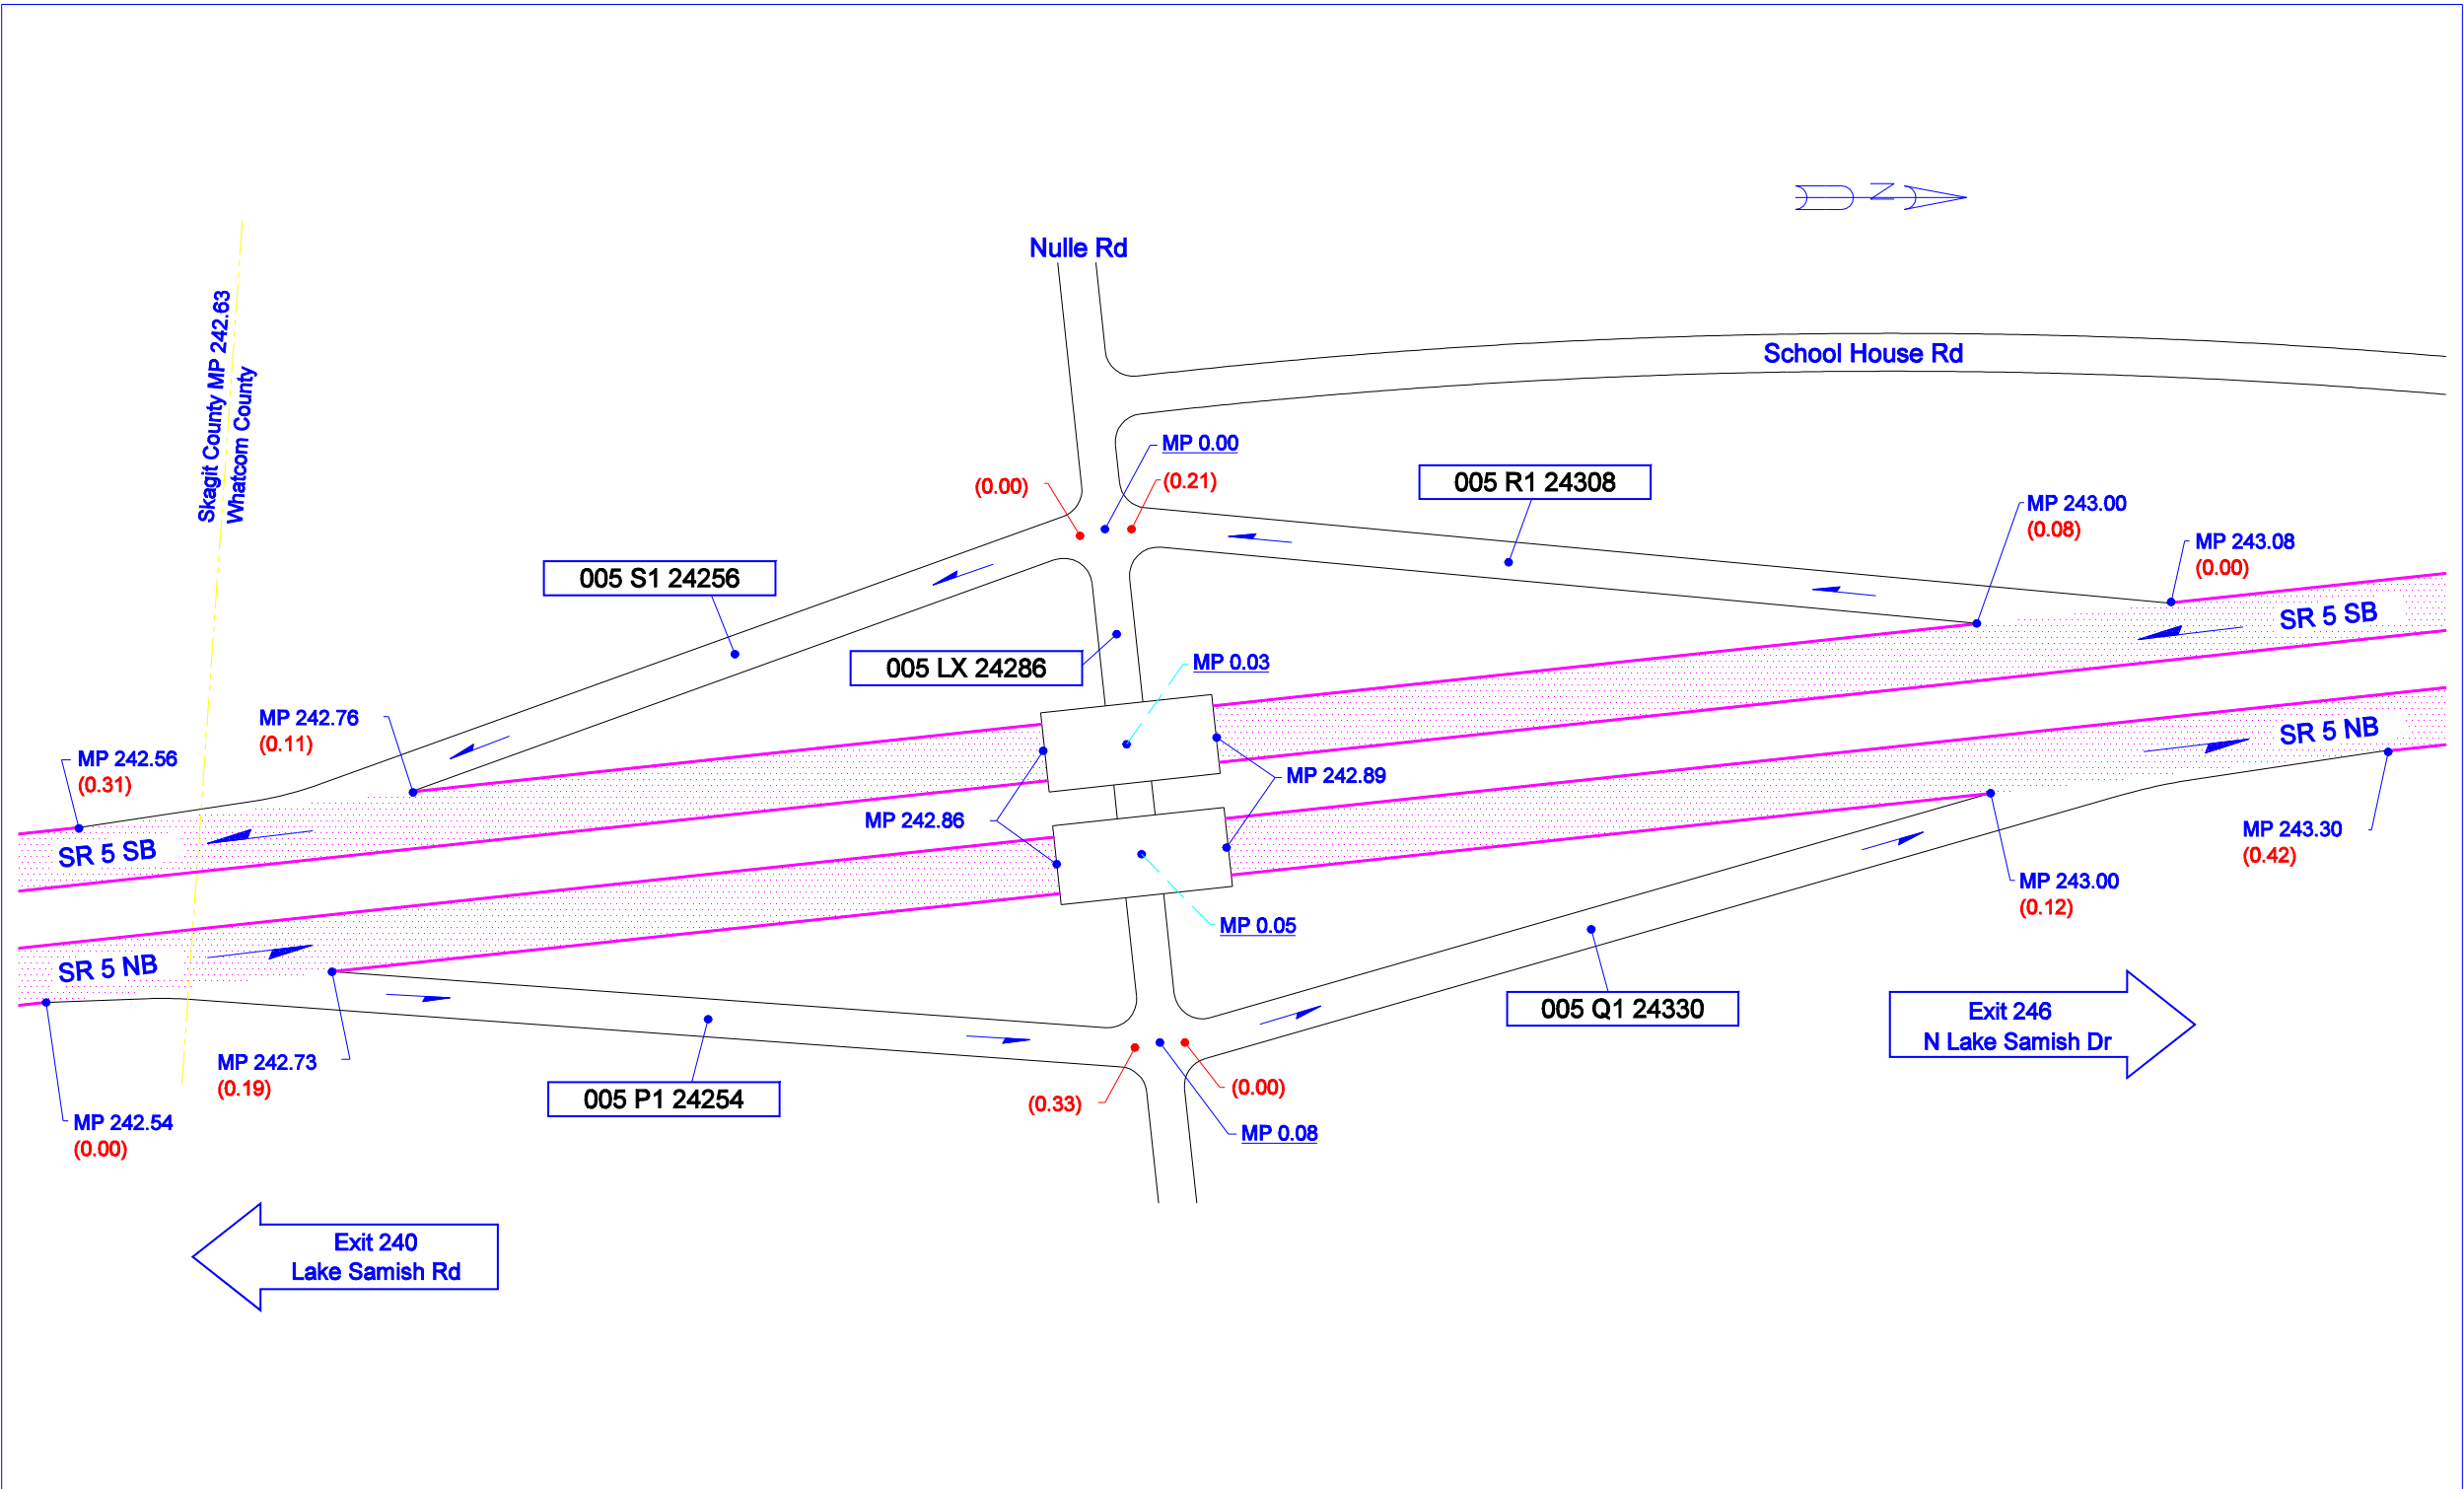 N
Nulle Rd
Skagit County MP 242.63
Whatcom County
School House Rd
MP 0.00
(0.00)
(0.21)
005 R1 24308
MP 243.00
(0.08)
MP 243.08
(0.00)
005 S1 24256
SR 5 SB
005 LX 24286
MP 0.03
MP 242.76
(0.11)
SR 5 NB
MP 242.56
(0.31)
MP 242.89
MP 242.86
MP 243.30
(0.42)
SR 5 SB
MP 243.00
(0.12)
MP 0.05
SR 5 NB
005 Q1 24330
Exit 246
N Lake Samish Dr
MP 242.73
(0.19)
005 P1 24254
(0.33)
(0.00)
MP 242.54
(0.00)
MP 0.08
Exit 240
Lake Samish Rd